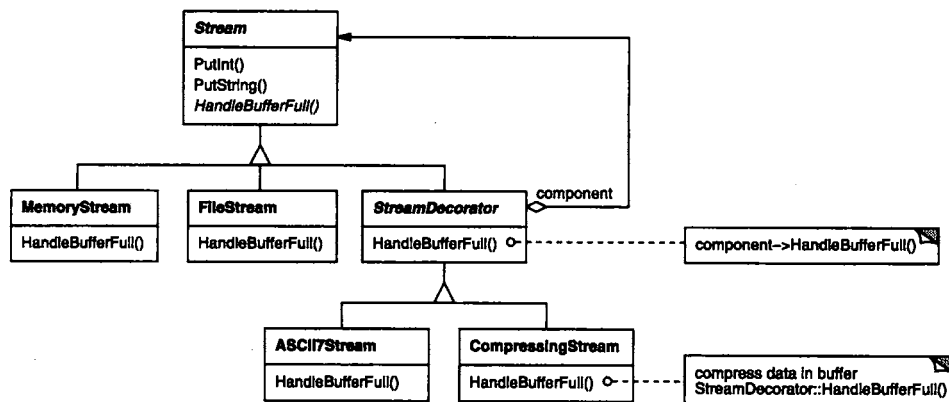 Stream
PutInt()
PutString()
HandleBufferFull()
component
MemoryStream
HandleBufferFull()
FileStream
HandleBufferFull()
StreamDecorator
HandleBufferFull()
component->HandleBufferFull()
ASCII7Stream
HandleBufferFull()
CompressingStream
HandleBufferFull()
compress data in buffer
StreamDecorator::HandleBufferFull()